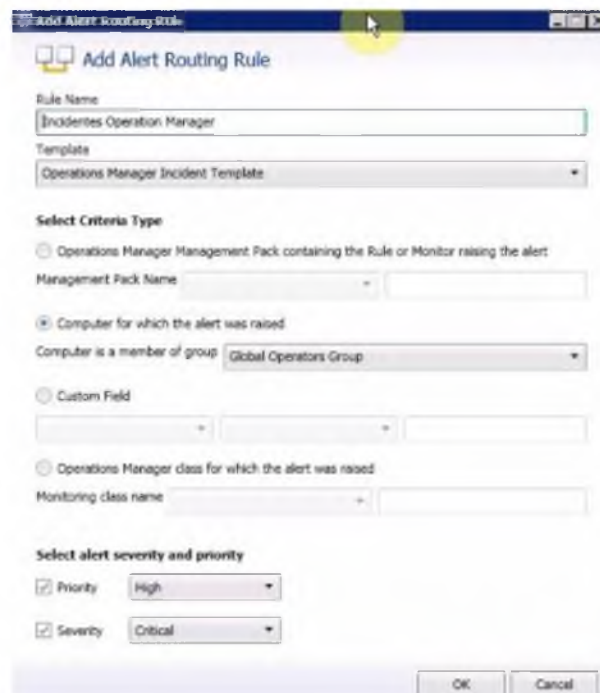 Add Alert Routing Rule
Add Alert Routing Rule
Rule Name
Incidentes Operation Manager
Template
Operations Manager Incident Template
Select Criteria Type
Operations Manager Management Pack containing the Rule or Monitor raising the alert
Management Pack Name
Computer for which the alert was raised
Computer is a member of group Global Operators Group
Custom Field
Operations Manager class for which the alert was raised
Monitoring class name
Select alert severity and priority
Priority High
Severity Critical
OK Cancel